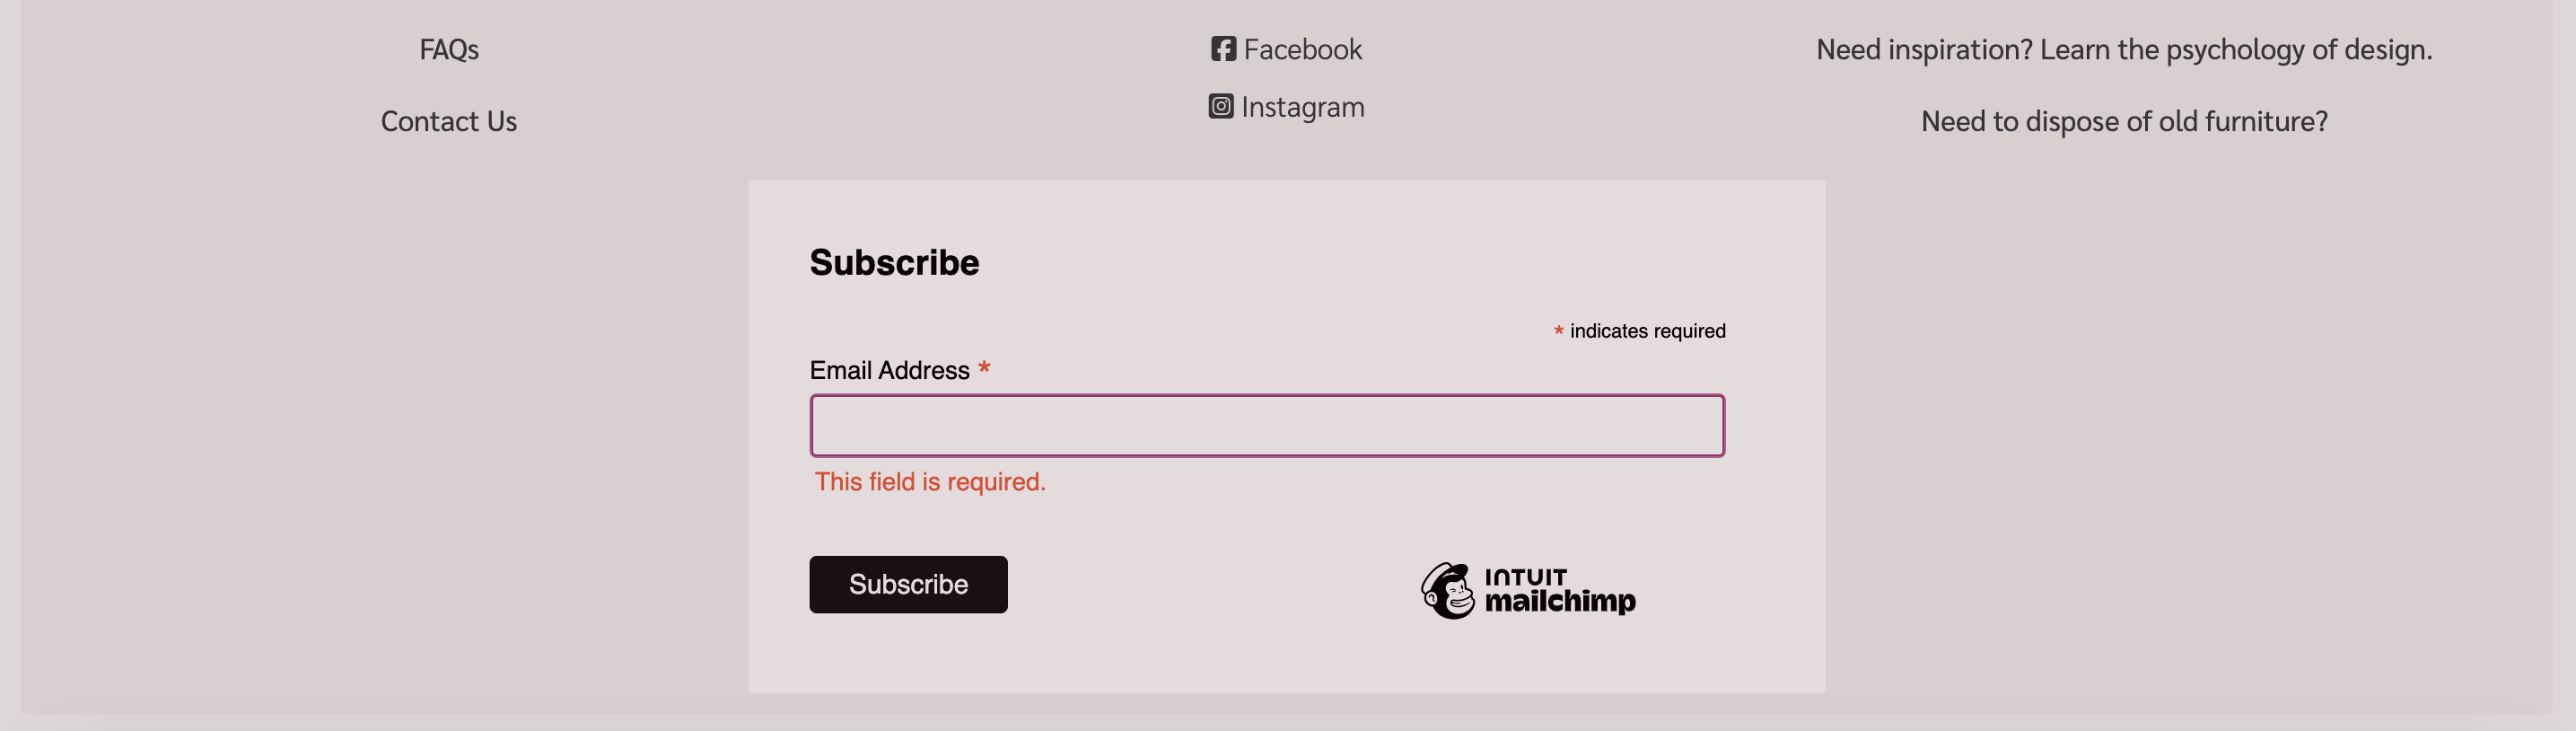 FAQs
Contact Us
Facebook
Instagram
Need inspiration? Learn the psychology of design.
Need to dispose of old furniture?
Subscribe
* indicates required
Email Address *
This field is required.
Subscribe
INTUIT
mailchimp